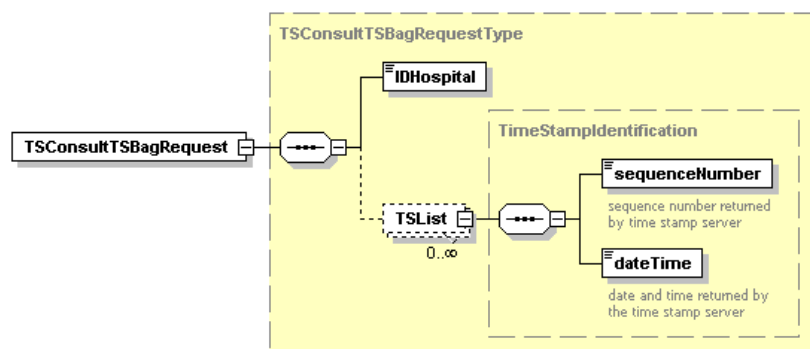 TSConsultTSBagRequestType
IDHospital
TSConsultTSBagRequest
TimeStampIdentification
sequenceNumber
sequence number returned
by time stamp server
TSList
0..∞
dateTime
date and time returned by
the time stamp server